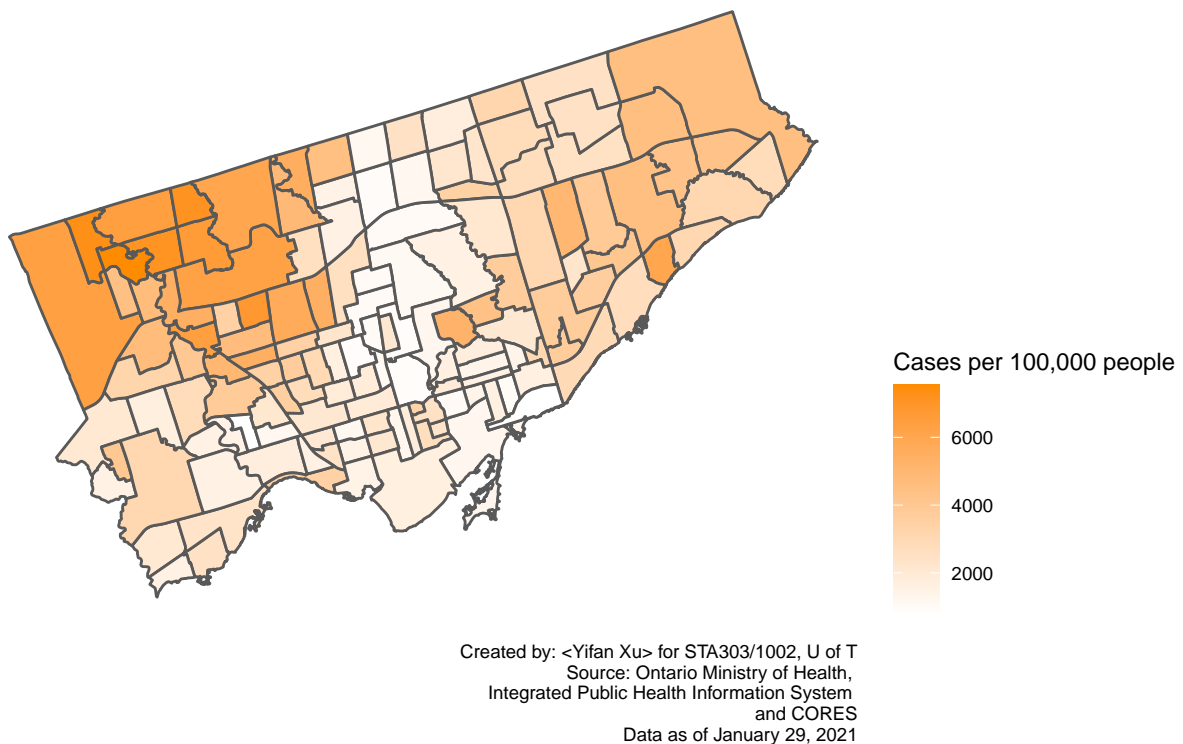 Cases per 100,000 people
6000
4000
2000
Created by: <Yifan Xu> for STA303/1002, U of T
Source: Ontario Ministry of Health,
Integrated Public Health Information System
and CORES
Data as of January 29, 2021